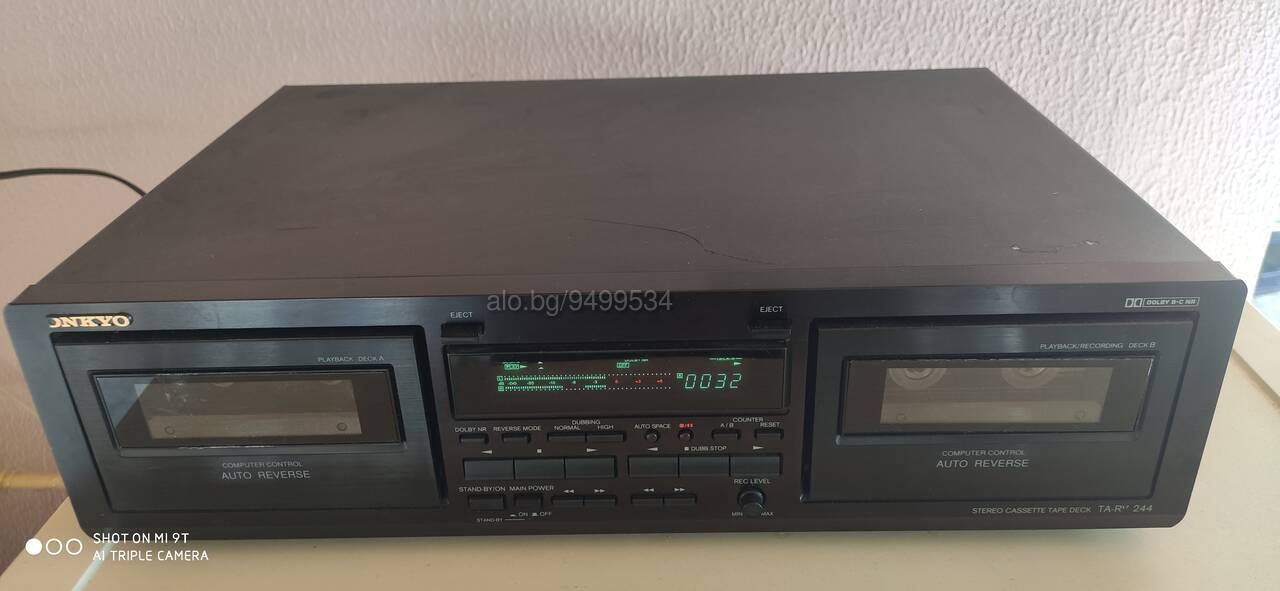 alo.bg/9499534
ONKYO
EJECT
EJECT
DOLBY B-C NR
PLAYBACK DECK A
PLAYBACK/RECORDING DECK B
0032
DOLBY NR
REVERSE MODE
DUBBING
NORMAL
HIGH
AUTO SPACE
COUNTER
A / B
RESET
DUBB.STOP
COMPUTER CONTROL
AUTO REVERSE
COMPUTER CONTROL
AUTO REVERSE
STAND-BY/ON
MAIN POWER
REC LEVEL
STAND-BY
ON
OFF
MIN
MAX
STEREO CASSETTE TAPE DECK
244
SHOT ON MI 9T
AI TRIPLE CAMERA